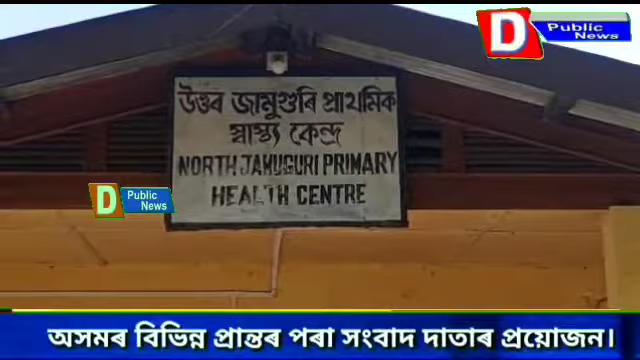 D Public News
উত্তৰ জামুগুৰি প্ৰাথমিক
স্বাস্থ্য কেন্দ্ৰ
NORTH JAMUGURI PRIMARY
HEALTH CENTRE
D Public News
অসমৰ বিভিন্ন প্ৰান্তৰ পৰা সংবাদ দাতাৰ প্ৰয়োজন।